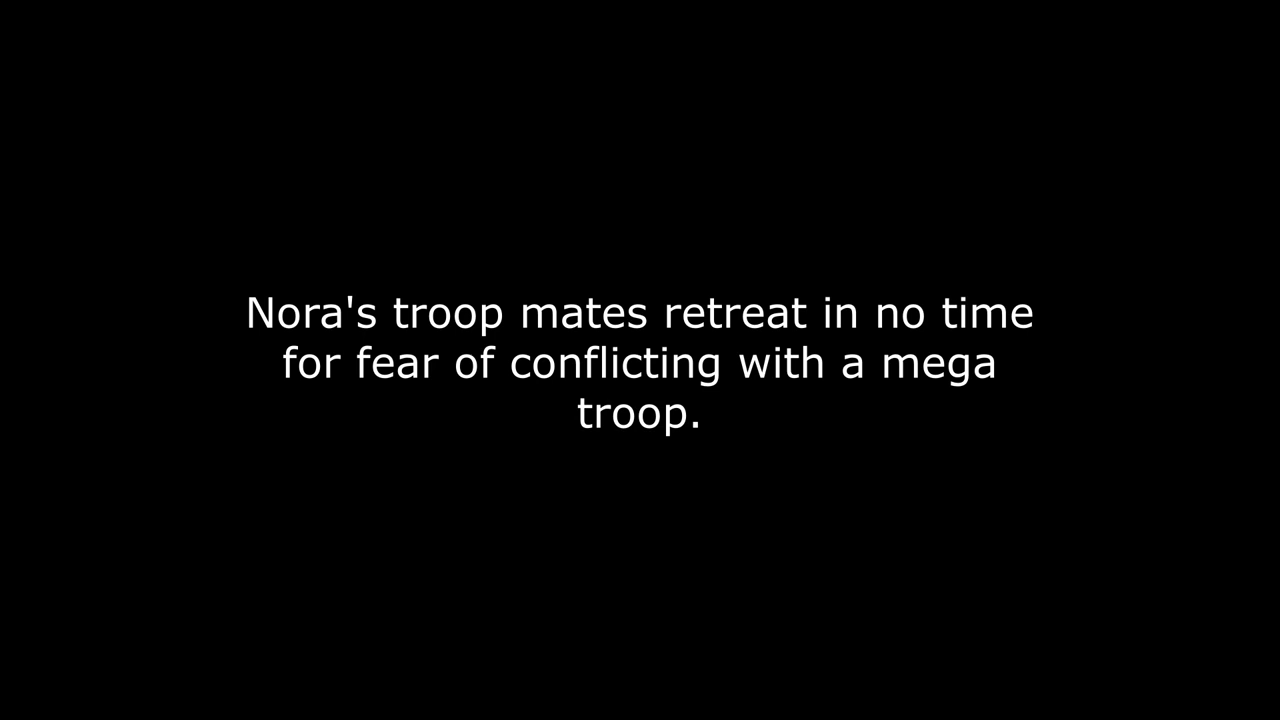 Nora's troop mates retreat in no time
for fear of conflicting with a mega
troop.